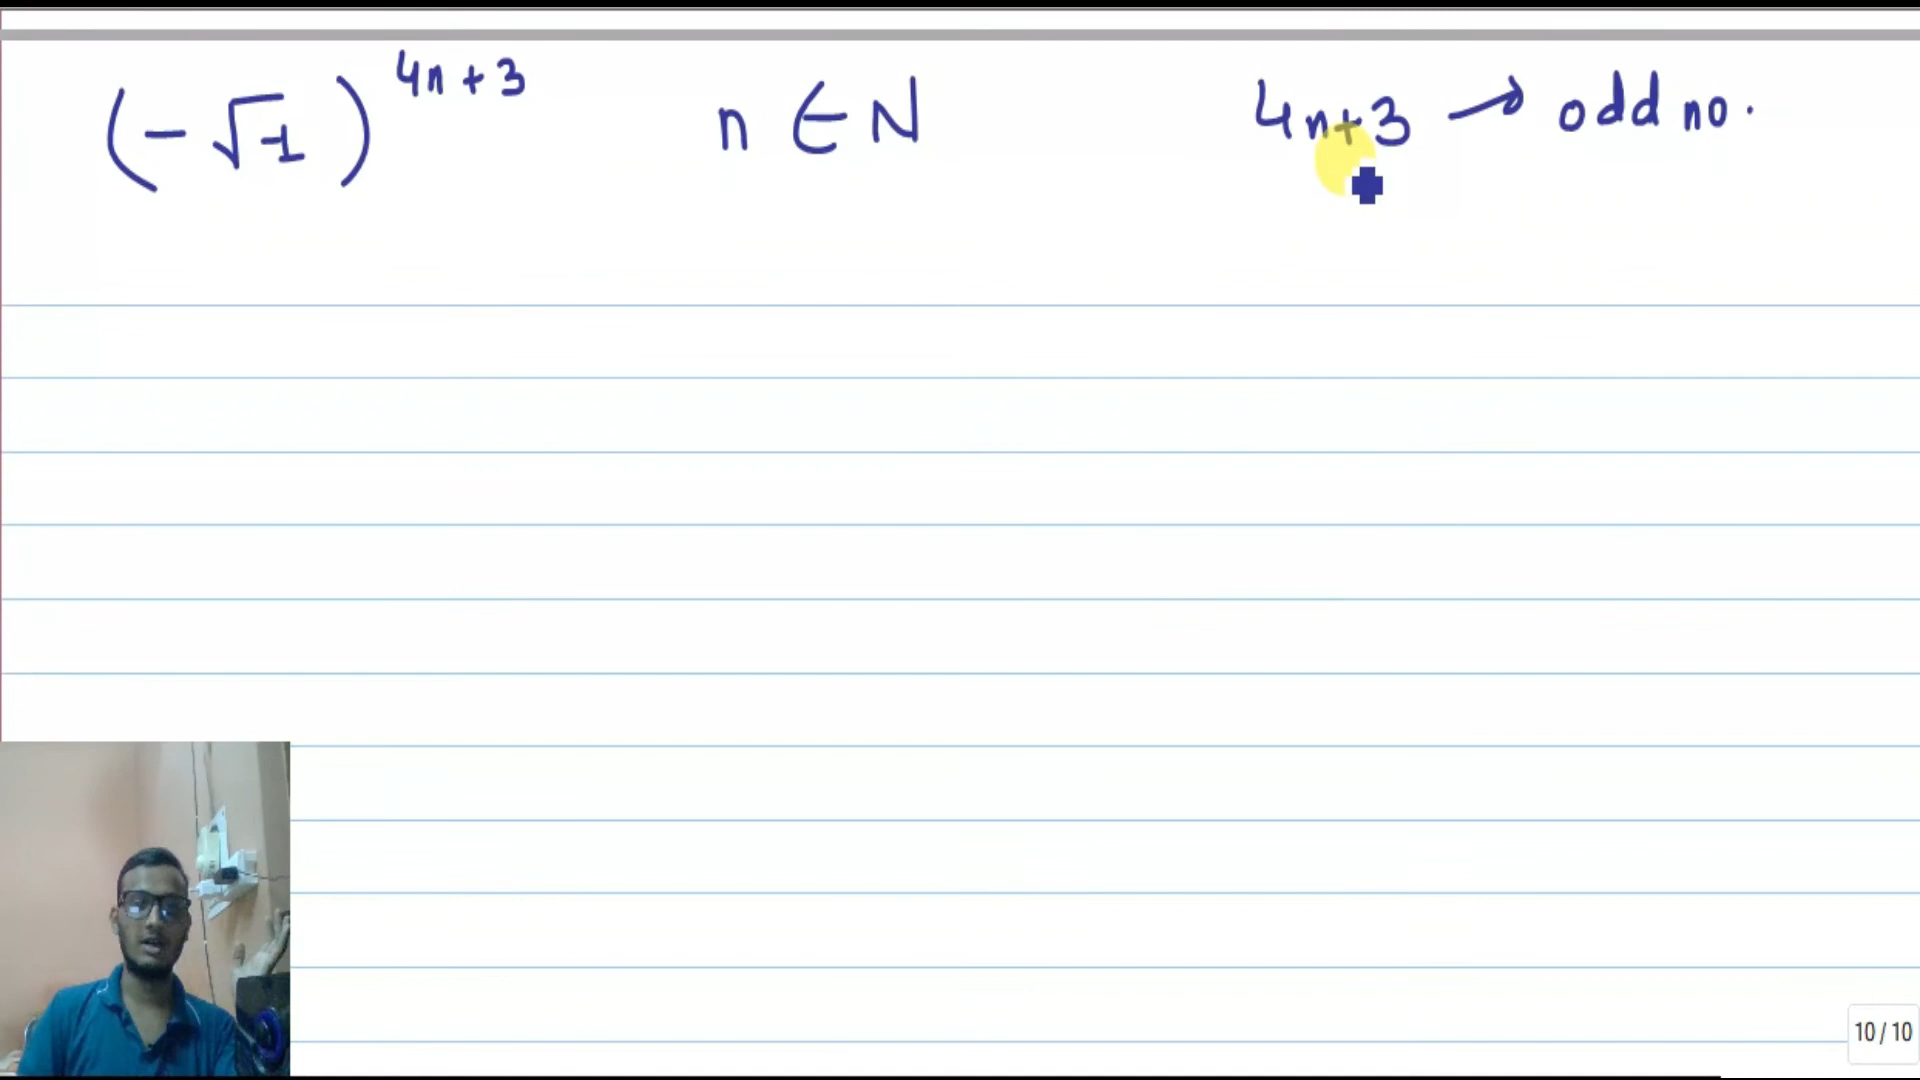 (-√-1)^{4n+3} n ∈ N 4n+3 → odd no.
10 / 10